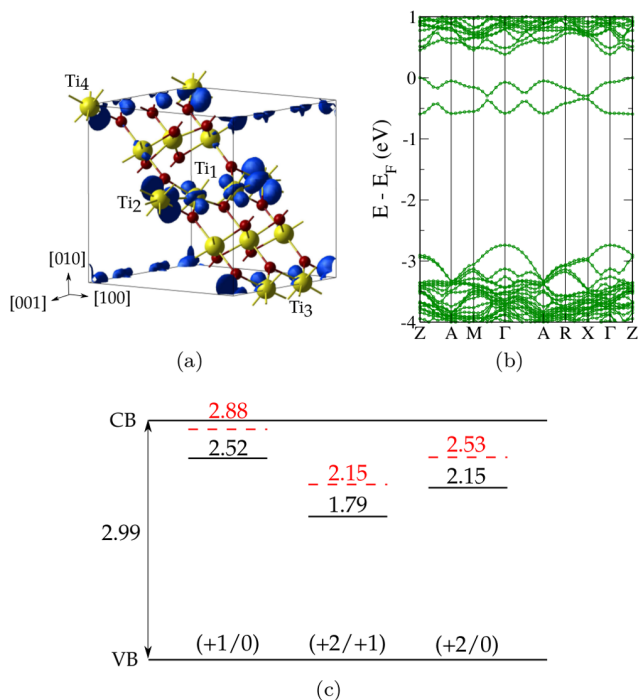 Ti4
Ti1
Ti2
Ti3
[010]
[001] [100]
(a)
E - E_F (eV)
1
0
-1
-2
-3
-4
Z A M Γ A R X Γ Z
(b)
CB
2.88
2.52
2.15
1.79
2.53
2.15
2.99
(+1/0) (+2/+1) (+2/0)
VB
(c)